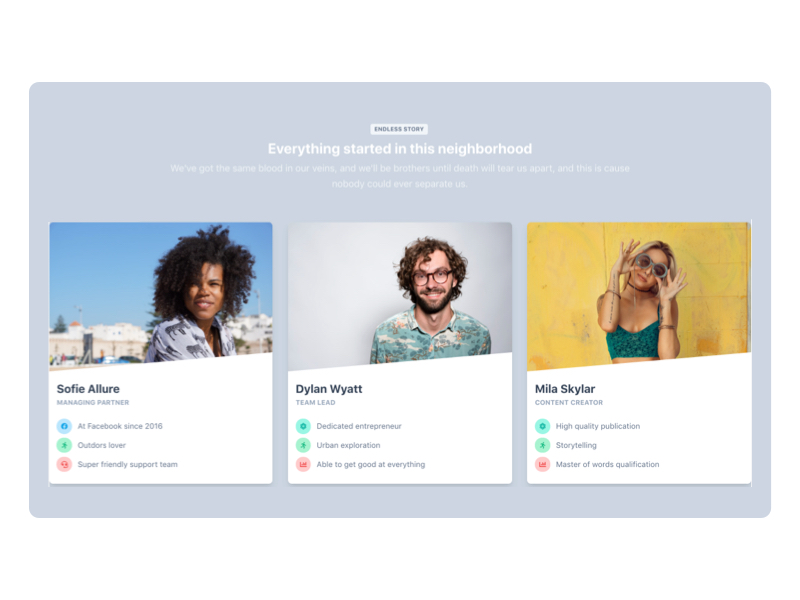 ENDLESS STORY
Everything started in this neighborhood
We've got the same blood in our veins, and we'll be brothers until death will tear us apart, and this is cause
nobody could ever separate us.
Sofie Allure
MANAGING PARTNER
At Facebook since 2016
Outdors lover
Super friendly support team
Dylan Wyatt
TEAM LEAD
Dedicated entrepreneur
Urban exploration
Able to get good at everything
Mila Skylar
CONTENT CREATOR
High quality publication
Storytelling
Master of words qualification